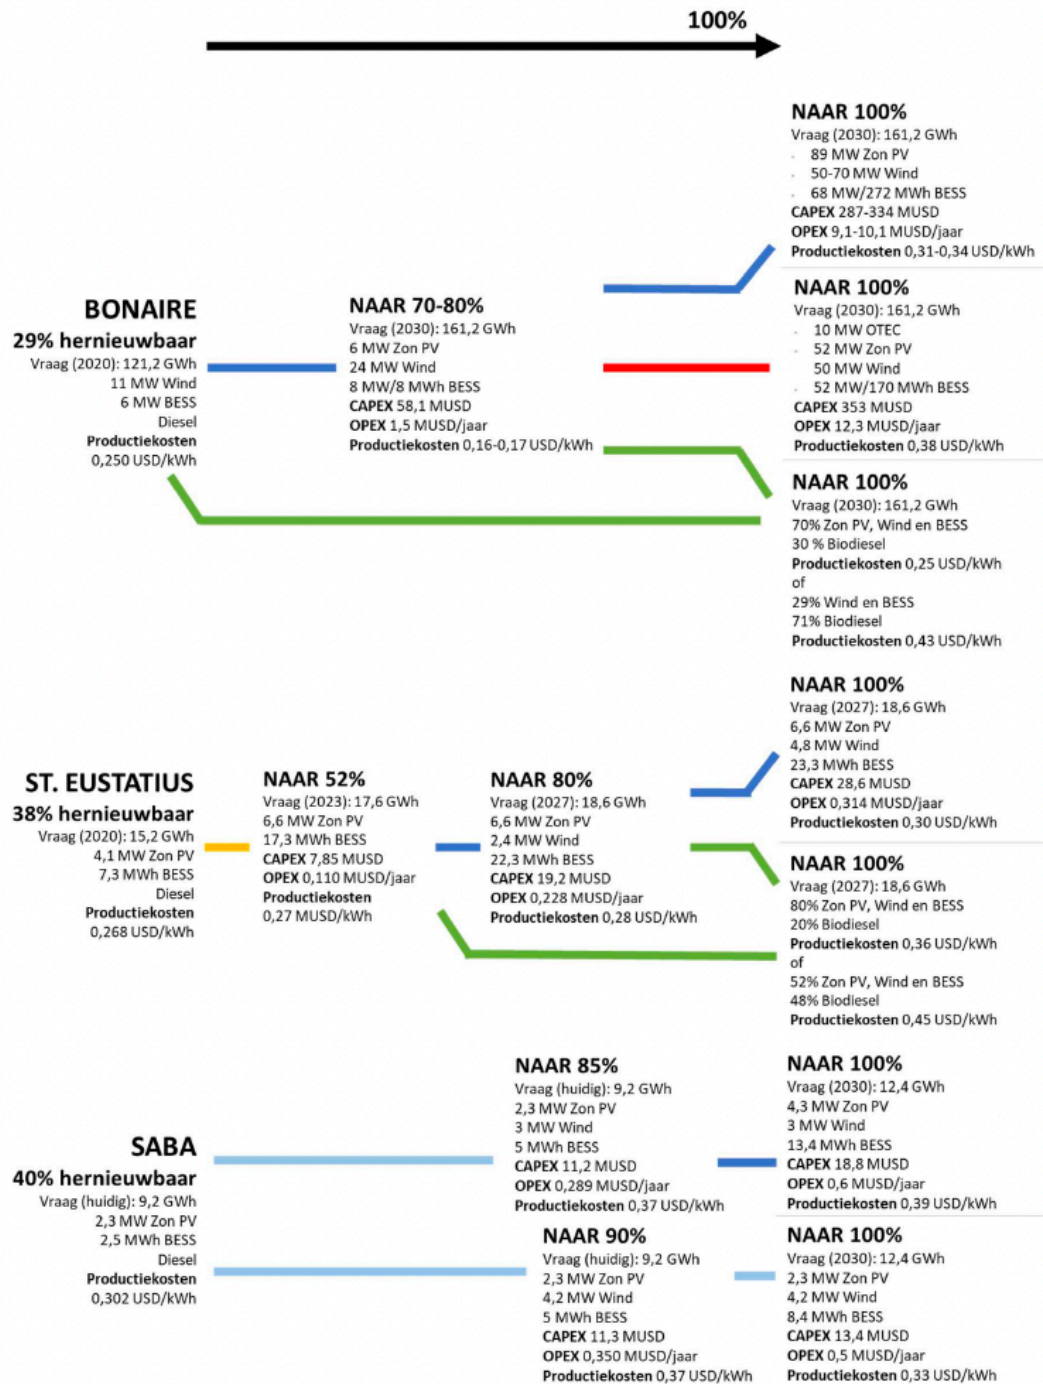 100%
BONAIRE
29% hernieuwbaar
Vraag (2020): 121,2 GWh
11 MW Wind
6 MW BESS
Diesel
Productiekosten
0,250 USD/kWh
NAAR 70-80%
Vraag (2030): 161,2 GWh
6 MW Zon PV
24 MW Wind
8 MW/8 MWh BESS
CAPEX 58,1 MUSD
OPEX 1,5 MUSD/jaar
Productiekosten 0,16-0,17 USD/kWh
NAAR 100%
Vraag (2030): 161,2 GWh
- 89 MW Zon PV
- 50-70 MW Wind
- 68 MW/272 MWh BESS
CAPEX 287-334 MUSD
OPEX 9,1-10,1 MUSD/jaar
Productiekosten 0,31-0,34 USD/kWh
NAAR 100%
Vraag (2030): 161,2 GWh
- 10 MW OTEC
- 52 MW Zon PV
50 MW Wind
- 52 MW/170 MWh BESS
CAPEX 353 MUSD
OPEX 12,3 MUSD/jaar
Productiekosten 0,38 USD/kWh
NAAR 100%
Vraag (2030): 161,2 GWh
70% Zon PV, Wind en BESS
30 % Biodiesel
Productiekosten 0,25 USD/kWh
of
29% Wind en BESS
71% Biodiesel
Productiekosten 0,43 USD/kWh
ST. EUSTATIUS
38% hernieuwbaar
Vraag (2020): 15,2 GWh
4,1 MW Zon PV
7,3 MWh BESS
Diesel
Productiekosten
0,268 USD/kWh
NAAR 52%
Vraag (2023): 17,6 GWh
6,6 MW Zon PV
17,3 MWh BESS
CAPEX 7,85 MUSD
OPEX 0,110 MUSD/jaar
Productiekosten
0,27 MUSD/kWh
NAAR 80%
Vraag (2027): 18,6 GWh
6,6 MW Zon PV
2,4 MW Wind
22,3 MWh BESS
CAPEX 19,2 MUSD
OPEX 0,228 MUSD/jaar
Productiekosten 0,28 USD/kWh
NAAR 100%
Vraag (2027): 18,6 GWh
6,6 MW Zon PV
4,8 MW Wind
23,3 MWh BESS
CAPEX 28,6 MUSD
OPEX 0,314 MUSD/jaar
Productiekosten 0,30 USD/kWh
NAAR 100%
Vraag (2027): 18,6 GWh
80% Zon PV, Wind en BESS
20% Biodiesel
Productiekosten 0,36 USD/kWh
of
52% Zon PV, Wind en BESS
48% Biodiesel
Productiekosten 0,45 USD/kWh
SABA
40% hernieuwbaar
Vraag (huidig): 9,2 GWh
2,3 MW Zon PV
2,5 MWh BESS
Diesel
Productiekosten
0,302 USD/kWh
NAAR 85%
Vraag (huidig): 9,2 GWh
2,3 MW Zon PV
3 MW Wind
5 MWh BESS
CAPEX 11,2 MUSD
OPEX 0,289 MUSD/jaar
Productiekosten 0,37 USD/kWh
NAAR 100%
Vraag (2030): 12,4 GWh
4,3 MW Zon PV
3 MW Wind
13,4 MWh BESS
CAPEX 18,8 MUSD
OPEX 0,6 MUSD/jaar
Productiekosten 0,39 USD/kWh
NAAR 90%
Vraag (huidig): 9,2 GWh
2,3 MW Zon PV
4,2 MW Wind
5 MWh BESS
CAPEX 11,3 MUSD
OPEX 0,350 MUSD/jaar
Productiekosten 0,37 USD/kWh
NAAR 100%
Vraag (2030): 12,4 GWh
2,3 MW Zon PV
4,2 MW Wind
8,4 MWh BESS
CAPEX 13,4 MUSD
OPEX 0,5 MUSD/jaar
Productiekosten 0,33 USD/kWh